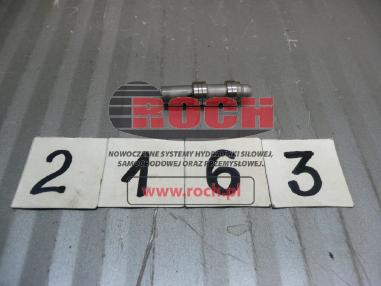 ROCH
NOWOCZESNE SYSTEMY HYDRAULIKI SIŁOWEJ,
SAMOCHODOWEJ ORAZ PRZEMYSŁOWEJ.
www.roch.pl
2 1 6 3